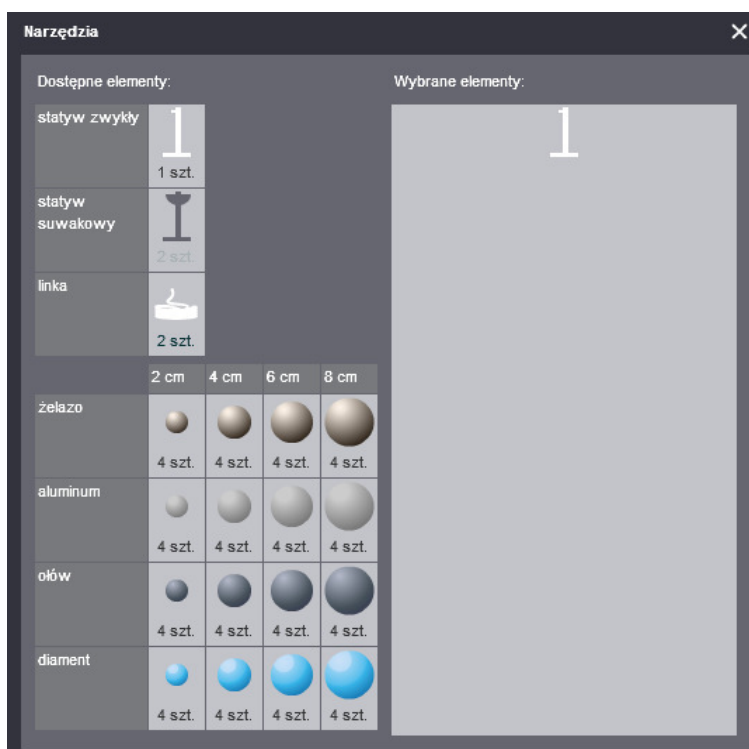 Narzędzia
Dostępne elementy:
Wybrane elementy:
statyw zwykły
1 szt.
statyw
suwakowy
2 szt.
linka
2 szt.
2 cm 4 cm 6 cm 8 cm
żelazo
4 szt. 4 szt. 4 szt. 4 szt.
aluminum
4 szt. 4 szt. 4 szt. 4 szt.
ołów
4 szt. 4 szt. 4 szt. 4 szt.
diament
4 szt. 4 szt. 4 szt. 4 szt.